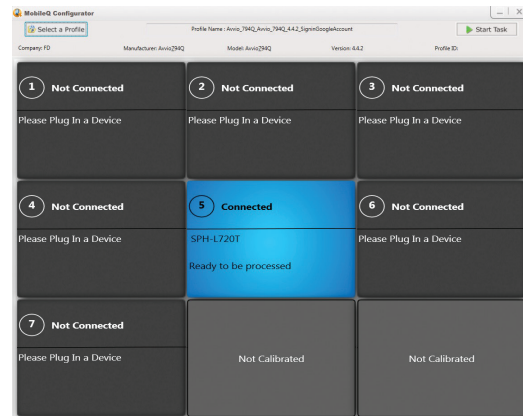 MobileQ Configurator
Select a Profile
Profile Name : Avvio_794Q_Avvio_794Q_4.4.2_SigninGoogleAccount
Start Task
Company: FD Manufacturer: Avvio794Q Model: Avvio794Q Version: 4.4.2 Profile ID:
1 Not Connected
Please Plug In a Device
2 Not Connected
Please Plug In a Device
3 Not Connected
Please Plug In a Device
4 Not Connected
Please Plug In a Device
5 Connected
SPH-L720T
Ready to be processed
6 Not Connected
Please Plug In a Device
7 Not Connected
Please Plug In a Device
Not Calibrated
Not Calibrated